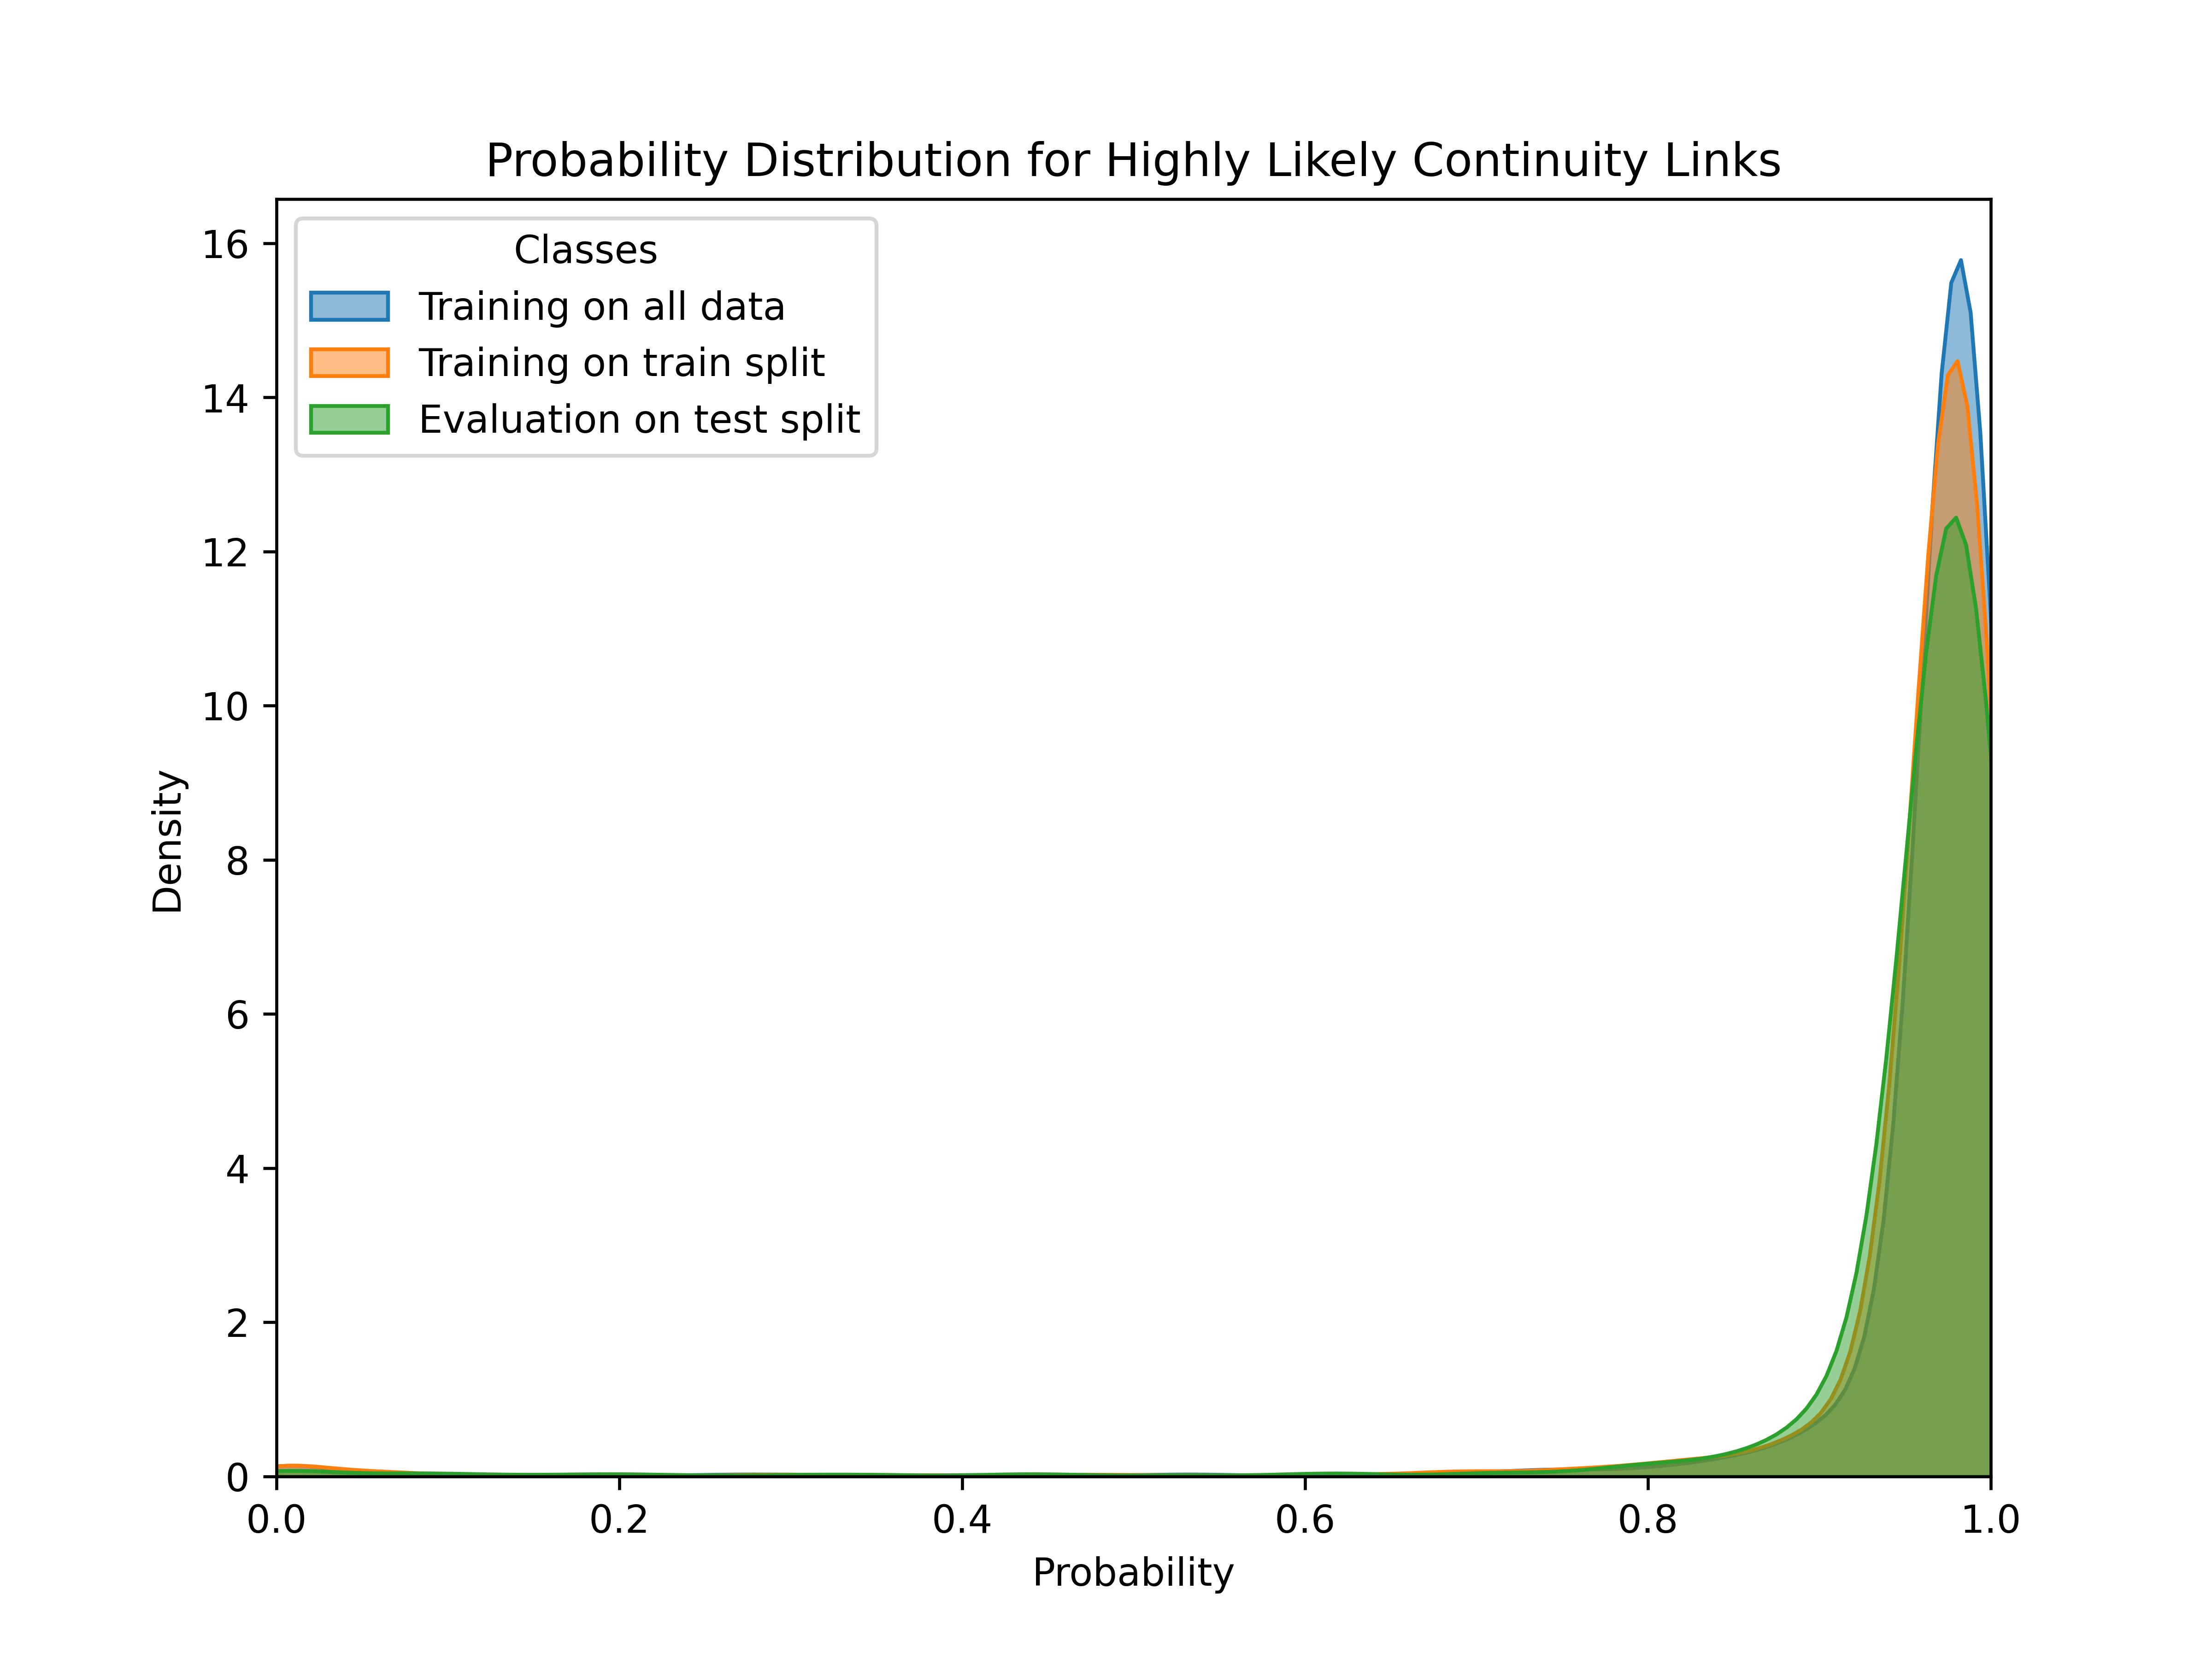 Probability Distribution for Highly Likely Continuity Links
Classes
Training on all data
Training on train split
Evaluation on test split
16
14
12
10
8
6
4
2
0
Density
0.0 0.2 0.4 0.6 0.8 1.0
Probability